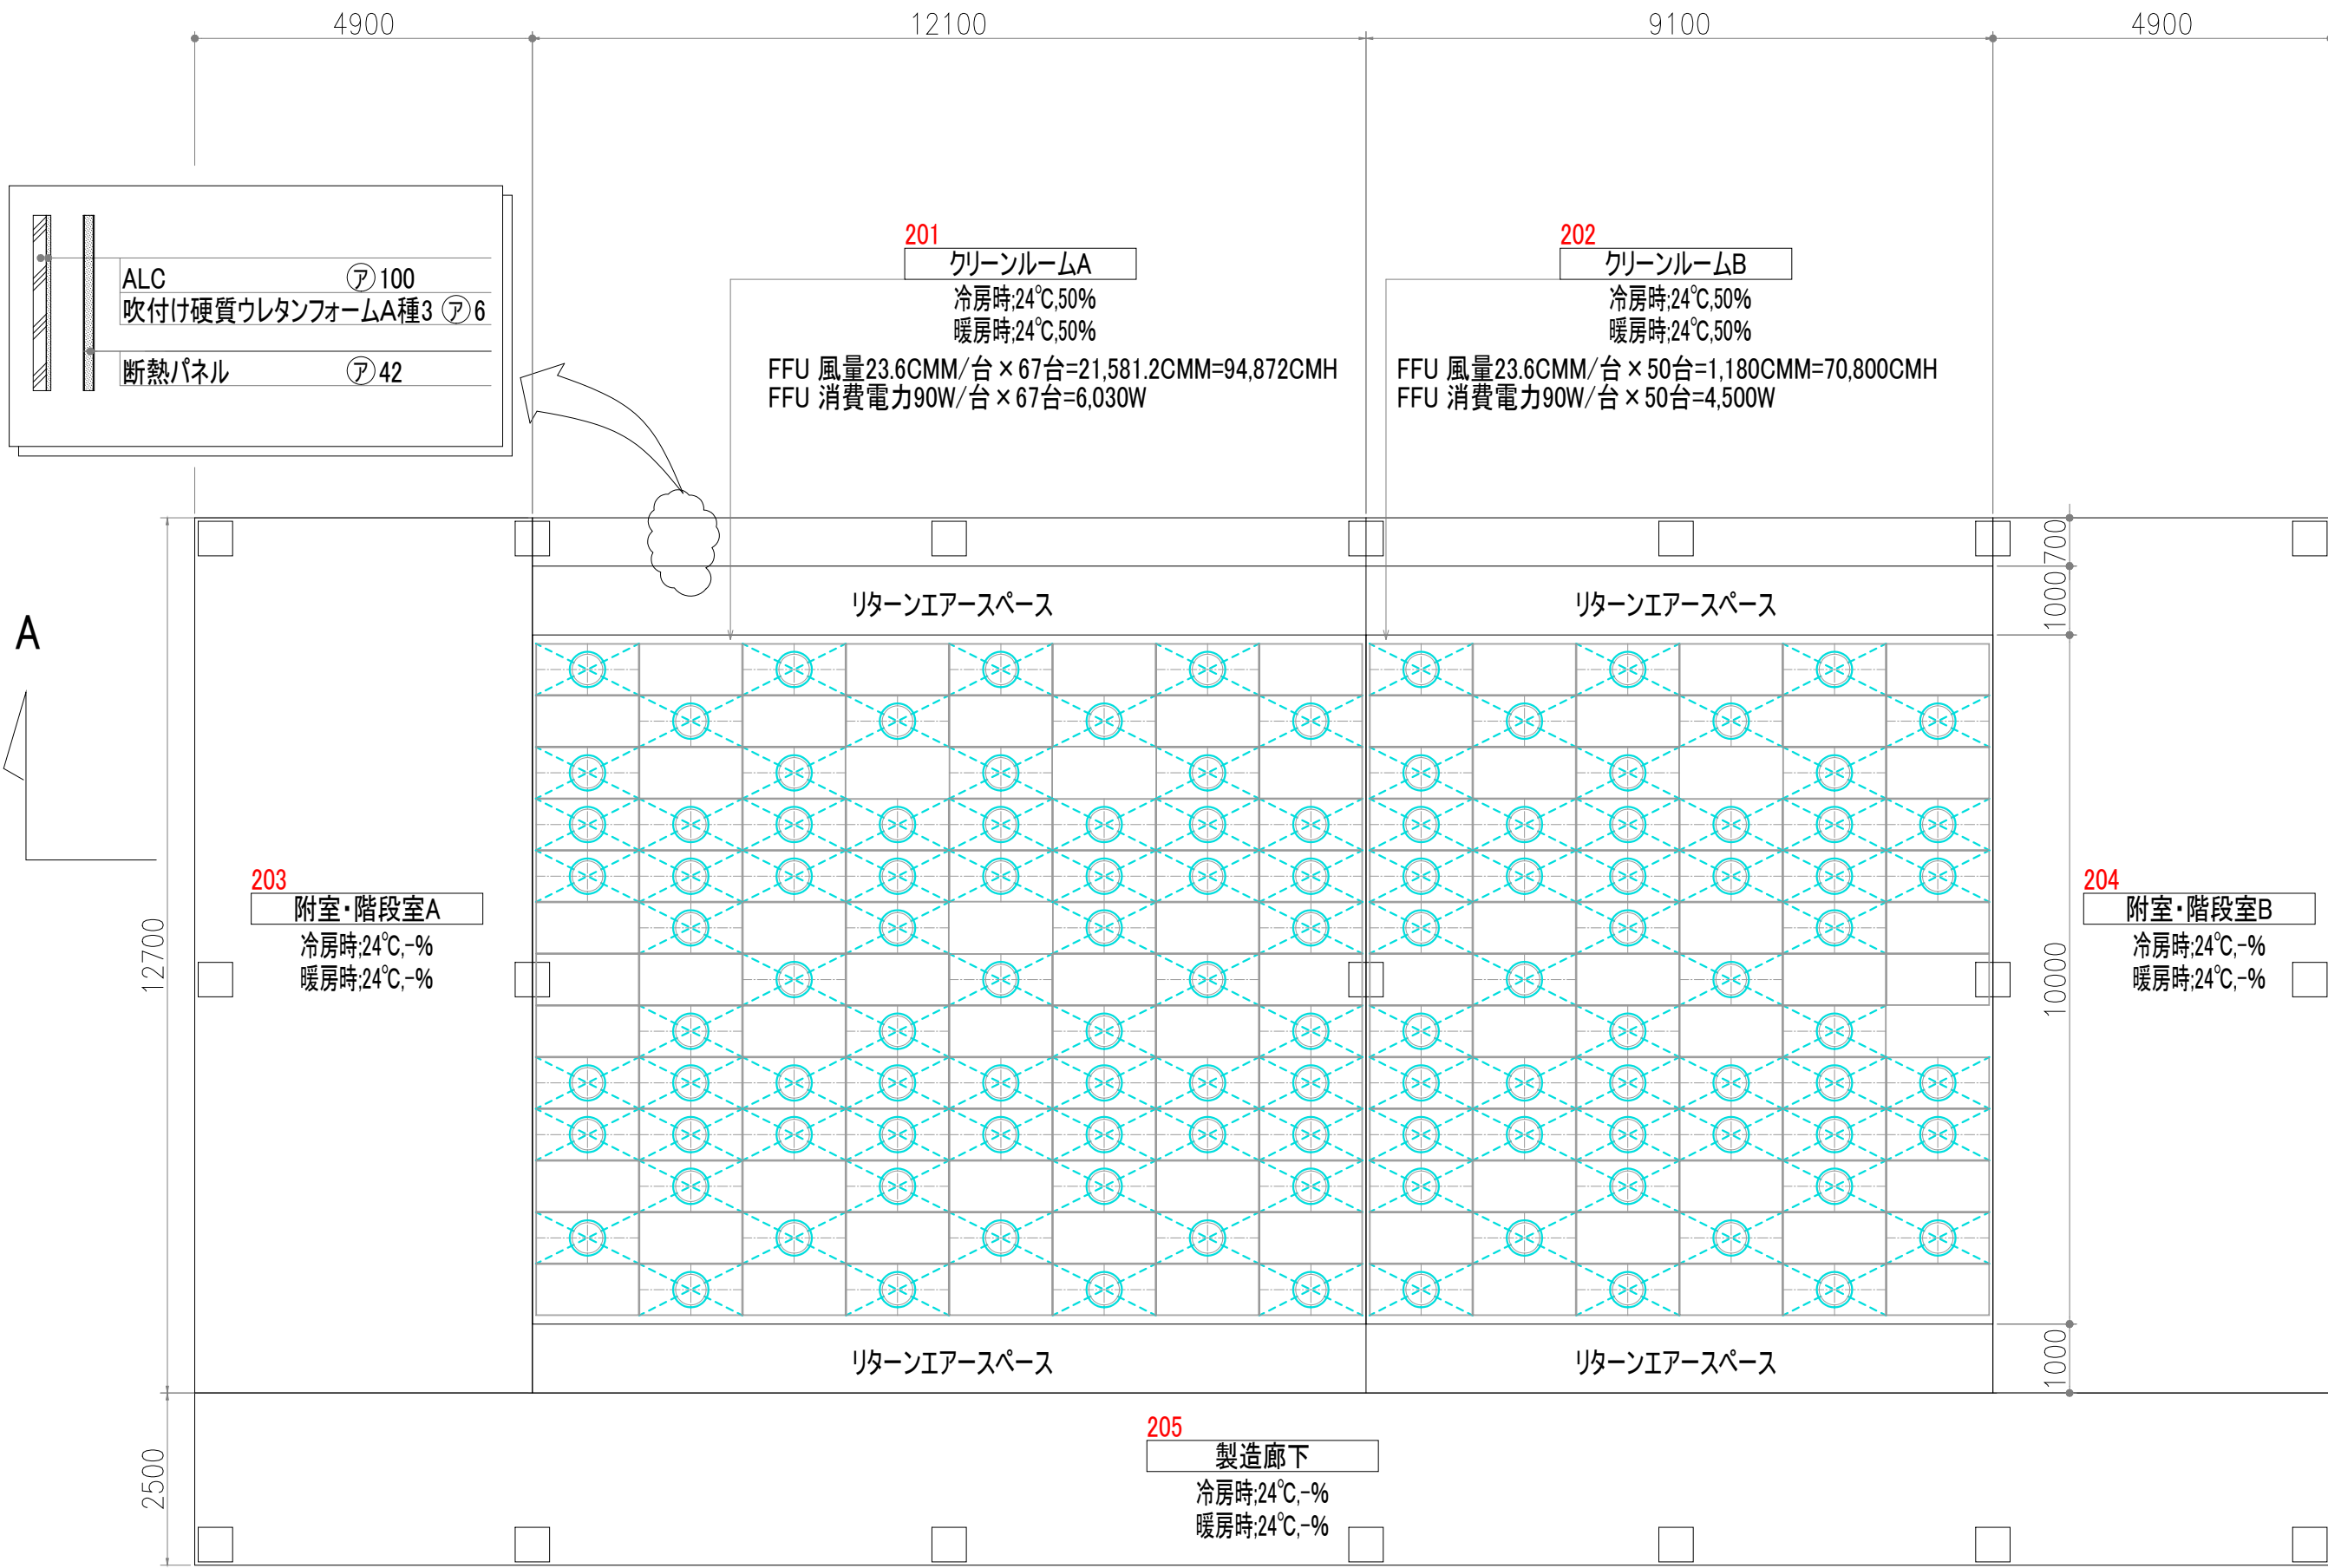 4900
12100
9100
4900
ALC ㋐100
吹付け硬質ウレタンフォームA種3 ㋐6
断熱パネル ㋐42
201
クリーンルームA
冷房時;24℃,50%
暖房時;24℃,50%
FFU 風量23.6CMM/台×67台=21,581.2CMM=94,872CMH
FFU 消費電力90W/台×67台=6,030W
202
クリーンルームB
冷房時;24℃,50%
暖房時;24℃,50%
FFU 風量23.6CMM/台×50台=1,180CMM=70,800CMH
FFU 消費電力90W/台×50台=4,500W
700
1000
リターンエアースペース
リターンエアースペース
A
203
附室・階段室A
冷房時;24℃,-%
暖房時;24℃,-%
12700
204
附室・階段室B
冷房時;24℃,-%
暖房時;24℃,-%
10000
リターンエアースペース
リターンエアースペース
1000
205
製造廊下
冷房時;24℃,-%
暖房時;24℃,-%
2500